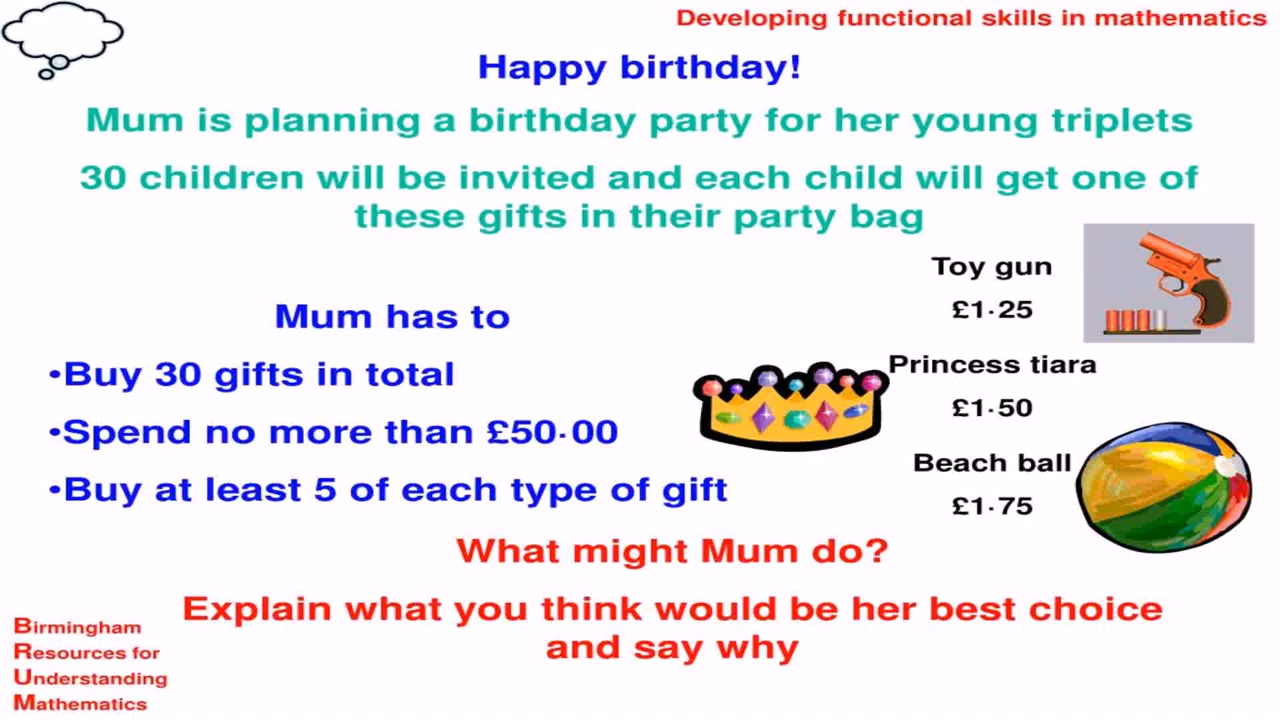 Developing functional skills in mathematics
Happy birthday!
Mum is planning a birthday party for her young triplets
30 children will be invited and each child will get one of
these gifts in their party bag
Toy gun
£1·25
Mum has to
•Buy 30 gifts in total
•Spend no more than £50·00
•Buy at least 5 of each type of gift
Princess tiara
£1·50
Beach ball
£1·75
What might Mum do?
Explain what you think would be her best choice
and say why
Birmingham
Resources for
Understanding
Mathematics